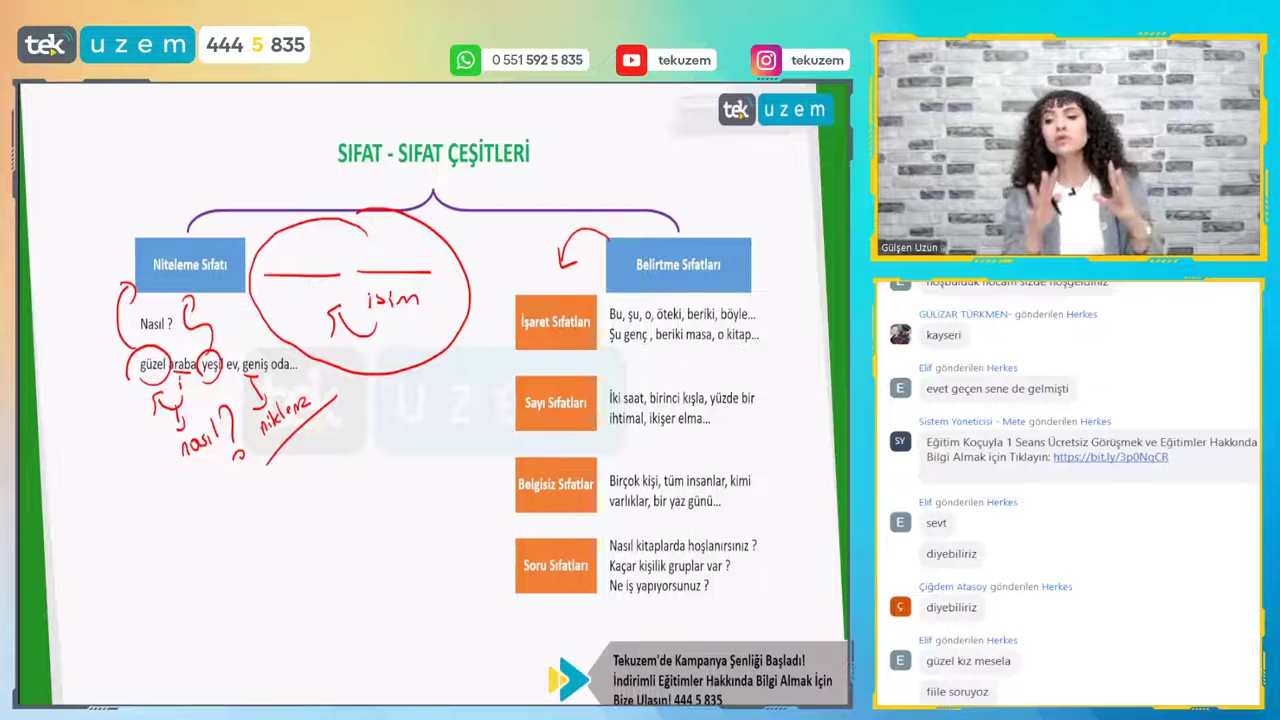 tek uzem 444 5 835
0 551 592 5 835
tekuzem
tekuzem
tek uzem
SIFAT - SIFAT ÇEŞİTLERİ
Niteleme Sıfatı
Nasıl ?
güzel araba, yeşil ev, geniş oda...
isim
nasıl ?
Belirtme Sıfatları
İşaret Sıfatları
Bu, şu, o, öteki, beriki, böyle...
Şu genç , beriki masa, o kitap...
Sayı Sıfatları
İki saat, birinci kışla, yüzde bir
ihtimal, ikişer elma...
Belgisiz Sıfatlar
Birçok kişi, tüm insanlar, kimi
varlıklar, bir yaz günü...
Soru Sıfatları
Nasıl kitaplarda hoşlanırsınız ?
Kaçar kişilik gruplar var ?
Ne iş yapıyorsunuz ?
Tekuzem'de Kampanya Şenliği Başladı!
İndirimli Eğitimler Hakkında Bilgi Almak İçin
Bize Ulaşın! 444 5 835
Gülşen Uzun
E hoşbulduk hocam sizde hoşgeldiniz
GÜLİZAR TÜRKMEN- gönderilen Herkes
kayseri
Elif gönderilen Herkes
E evet geçen sene de gelmişti
Sistem Yöneticisi - Mete gönderilen Herkes
SY Eğitim Koçuyla 1 Seans Ücretsiz Görüşmek ve Eğitimler Hakkında
Bilgi Almak için Tıklayın: https://bit.ly/3p0NqCR
Elif gönderilen Herkes
E sevt
diyebiliriz
Çiğdem Atasoy gönderilen Herkes
Ç diyebiliriz
Elif gönderilen Herkes
E güzel kız mesela
fiile soruyoz